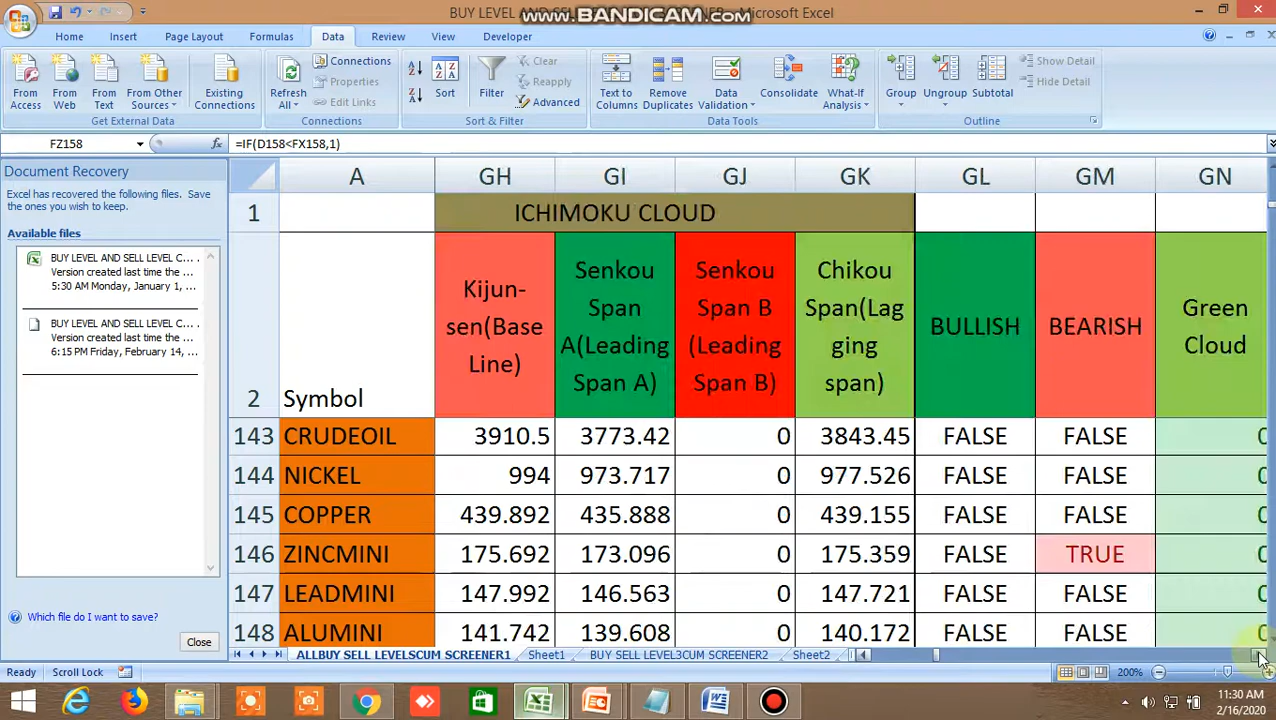 BUY LEVEL AND SELL LEVEL
www.BANDICAM.com
Microsoft Excel
Home Insert Page Layout Formulas Data Review View Developer
From Access
From Web
From Text
From Other Sources
Existing Connections
Get External Data
Refresh All
Connections
Properties
Edit Links
Connections
Sort
Filter
Clear
Reapply
Advanced
Sort & Filter
Text to Columns
Remove Duplicates
Data Validation
Consolidate
What-If Analysis
Data Tools
Group
Ungroup
Subtotal
Show Detail
Hide Detail
Outline
FZ158 fx =IF(D158<FX158,1)
Document Recovery
Excel has recovered the following files. Save
the ones you wish to keep.
Available files
BUY LEVEL AND SELL LEVEL C... .
Version created last time the ...
5:30 AM Monday, January 1, ...
BUY LEVEL AND SELL LEVEL C... .
Version created last time the ...
6:15 PM Friday, February 14, ...
Which file do I want to save?
Close
A GH GI GJ GK GL GM GN
1 ICHIMOKU CLOUD
2 Symbol
Kijun-
sen(Base
Line)
Senkou
Span
A(Leading
Span A)
Senkou
Span B
(Leading
Span B)
Chikou
Span(Lag
ging
span)
BULLISH
BEARISH
Green
Cloud
143 CRUDEOIL 3910.5 3773.42 0 3843.45 FALSE FALSE 0
144 NICKEL 994 973.717 0 977.526 FALSE FALSE 0
145 COPPER 439.892 435.888 0 439.155 FALSE FALSE 0
146 ZINCMINI 175.692 173.096 0 175.359 FALSE TRUE 0
147 LEADMINI 147.992 146.563 0 147.721 FALSE FALSE 0
148 ALUMINI 141.742 139.608 0 140.172 FALSE FALSE 0
ALLBUY SELL LEVELSCUM SCREENER1 Sheet1 BUY SELL LEVEL3CUM SCREENER2 Sheet2
Ready Scroll Lock 200%
11:30 AM
2/16/2020